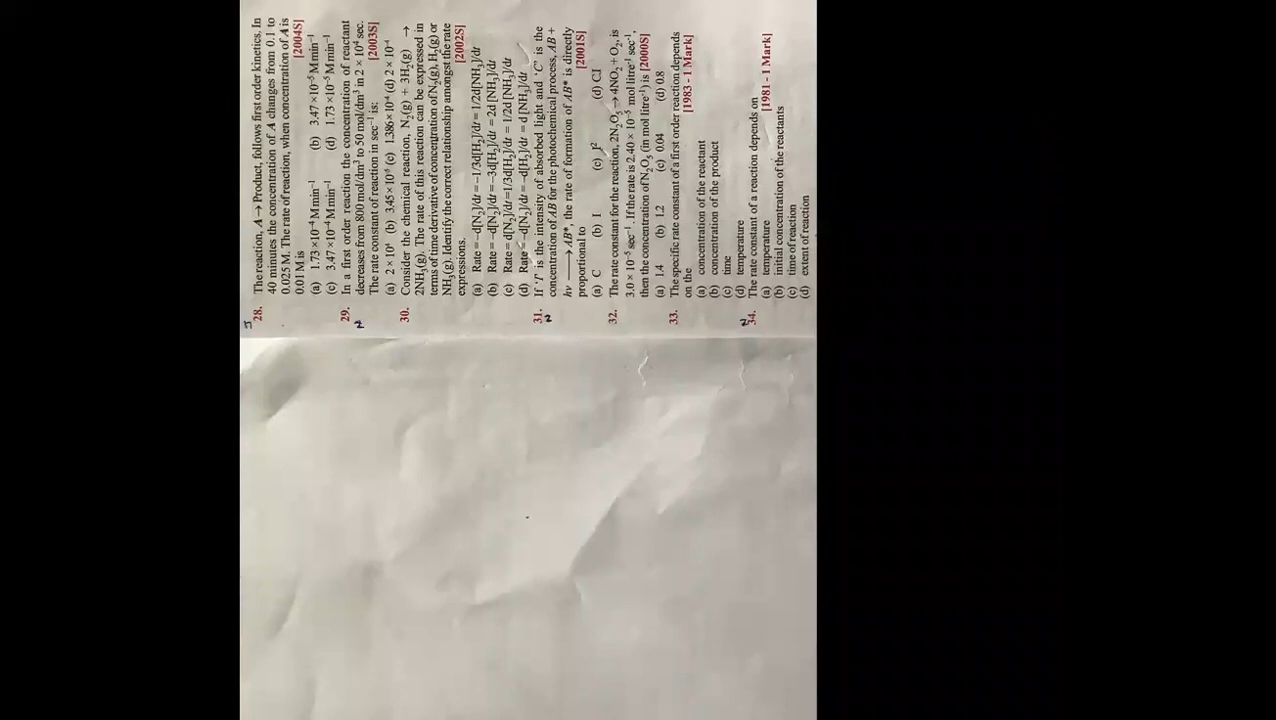 28. The reaction, A → Product, follows first order kinetics. In
40 minutes the concentration of A changes from 0.1 to
0.025 M. The rate of reaction, when concentration of A is
0.01 M is [2004S]
(a) 1.73 × 10⁻⁴ M min⁻¹ (b) 3.47 × 10⁻⁵ M min⁻¹
(c) 3.47 × 10⁻⁴ M min⁻¹ (d) 1.73 × 10⁻⁵ M min⁻¹
29. In a first order reaction the concentration of reactant
decreases from 800 mol/dm³ to 50 mol/dm³ in 2 × 10⁴ sec.
The rate constant of reaction in sec⁻¹ is; [2003S]
(a) 2 × 10⁴ (b) 3.45 × 10⁻⁵ (c) 1.386 × 10⁻⁴ (d) 2 × 10⁻⁴
30. Consider the chemical reaction, N₂(g) + 3H₂(g) →
2NH₃(g). The rate of this reaction can be expressed in
terms of time derivative of concentration of N₂(g), H₂(g) or
NH₃(g). Identify the correct relationship amongst the rate
expressions. [2002S]
(a) Rate = -d[N₂]/dt = -1/3d[H₂]/dt = 1/2d[NH₃]/dt
(b) Rate = -d[N₂]/dt = -3d[H₂]/dt = 2d [NH₃]/dt
(c) Rate = d[N₂]/dt = 1/3d[H₂]/dt = 1/2d [NH₃]/dt
(d) Rate = -d[N₂]/dt = -d[H₂]/dt = d [NH₃]/dt
31. If 'I' is the intensity of absorbed light and 'C' is the
concentration of AB for the photochemical process, AB +
hv → AB*, the rate of formation of AB* is directly
proportional to [2001S]
(a) C (b) I (c) I² (d) CI
32. The rate constant for the reaction, 2N₂O₅ → 4NO₂ + O₂, is
3.0 × 10⁻⁵ sec⁻¹. If the rate is 2.40 × 10⁻⁵ mol litre⁻¹ sec⁻¹,
then the concentration of N₂O₅ (in mol litre⁻¹) is [2000S]
(a) 1.4 (b) 1.2 (c) 0.04 (d) 0.8
33. The specific rate constant of a first order reaction depends
on the [1983 - 1 Mark]
(a) concentration of the reactant
(b) concentration of the product
(c) time
(d) temperature
34. The rate constant of a reaction depends on
(a) temperature [1981 - 1 Mark]
(b) initial concentration of the reactants
(c) time of reaction
(d) extent of reaction